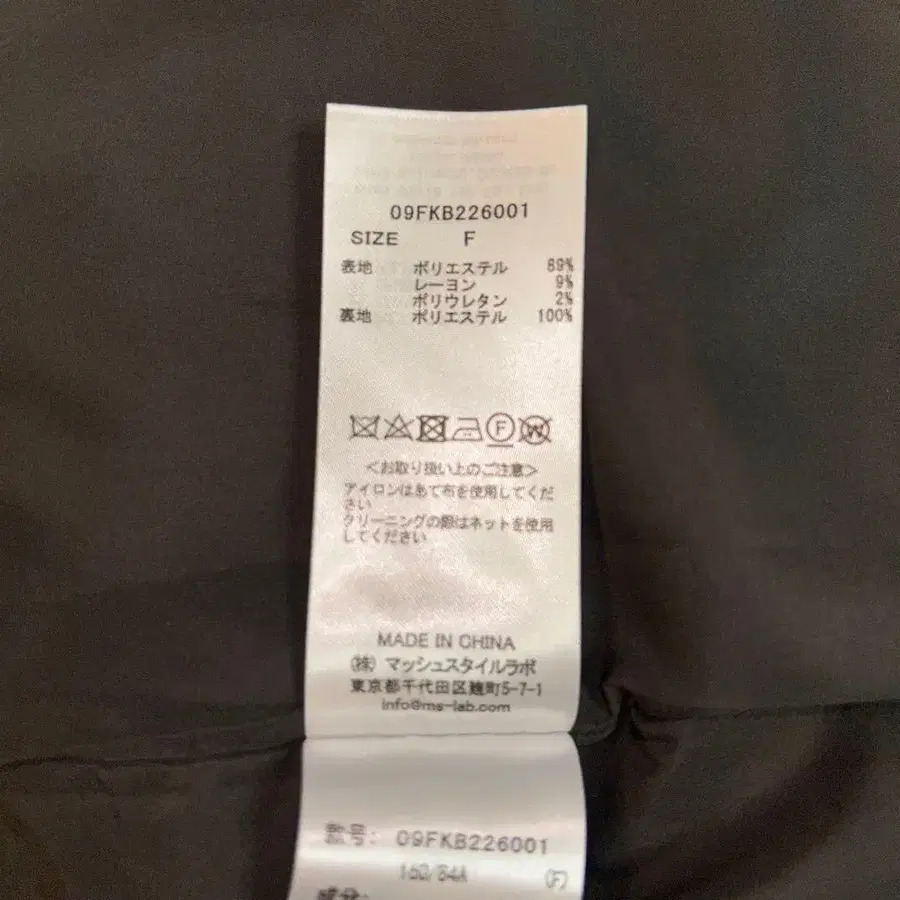 09FKB226001
SIZE F
表地 ポリエステル 89%
レーヨン 9%
ポリウレタン 2%
裏地 ポリエステル 100%
F W
<お取り扱い上のご注意>
アイロンはあて布を使用してくだ
さい
クリーニングの際はネットを使用
してください
MADE IN CHINA
(株) マッシュスタイルラボ
東京都千代田区麹町5-7-1
info@ms-lab.com
款号: 09FKB226001
160/84A (F)
成分: